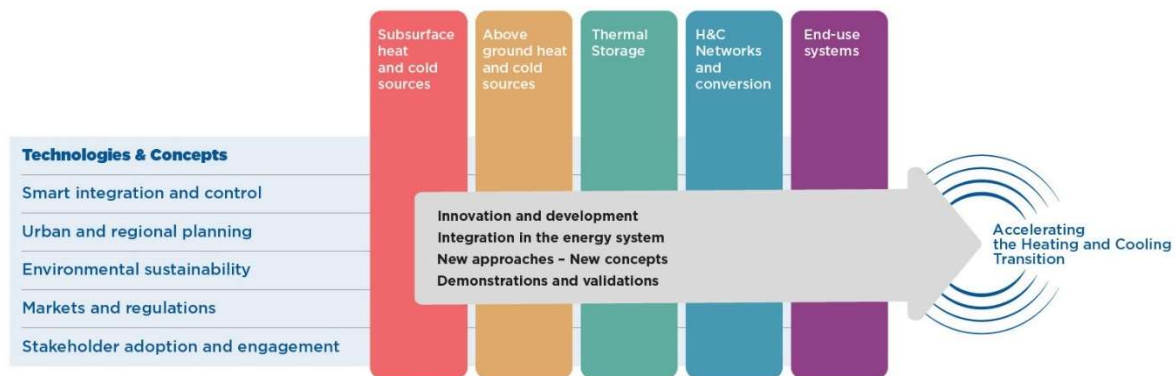 Subsurface
heat
and cold
sources
Above
ground heat
and cold
sources
Thermal
Storage
H&C
Networks
and
conversion
End-use
systems
Technologies & Concepts
Smart integration and control
Urban and regional planning
Environmental sustainability
Markets and regulations
Stakeholder adoption and engagement
Innovation and development
Integration in the energy system
New approaches – New concepts
Demonstrations and validations
Accelerating
the Heating and Cooling
Transition